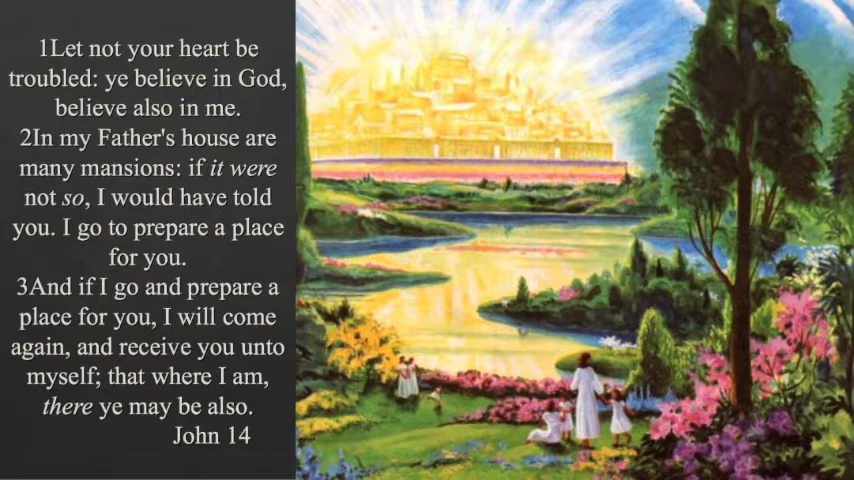 1Let not your heart be
troubled: ye believe in God,
believe also in me.
2In my Father's house are
many mansions: if it were
not so, I would have told
you. I go to prepare a place
for you.
3And if I go and prepare a
place for you, I will come
again, and receive you unto
myself; that where I am,
there ye may be also.
John 14